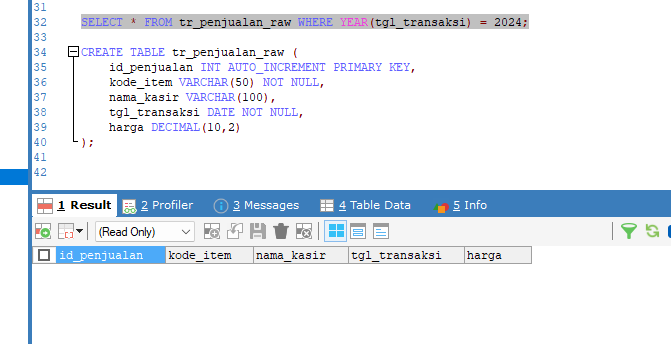 31
32 SELECT * FROM tr_penjualan_raw WHERE YEAR(tgl_transaksi) = 2024;
33
34 CREATE TABLE tr_penjualan_raw (
35 id_penjualan INT AUTO_INCREMENT PRIMARY KEY,
36 kode_item VARCHAR(50) NOT NULL,
37 nama_kasir VARCHAR(100),
38 tgl_transaksi DATE NOT NULL,
39 harga DECIMAL(10,2)
40 );
41
42
1 Result 2 Profiler 3 Messages 4 Table Data 5 Info
(Read Only)
id_penjualan kode_item nama_kasir tgl_transaksi harga